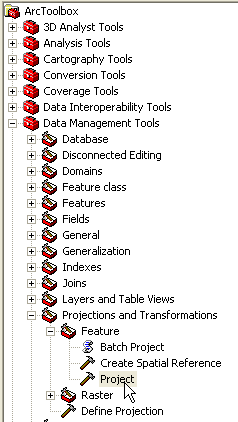 ArcToolbox
3D Analyst Tools
Analysis Tools
Cartography Tools
Conversion Tools
Coverage Tools
Data Interoperability Tools
Data Management Tools
Database
Disconnected Editing
Domains
Feature class
Features
Fields
General
Generalization
Indexes
Joins
Layers and Table Views
Projections and Transformations
Feature
Batch Project
Create Spatial Reference
Project
Raster
Define Projection